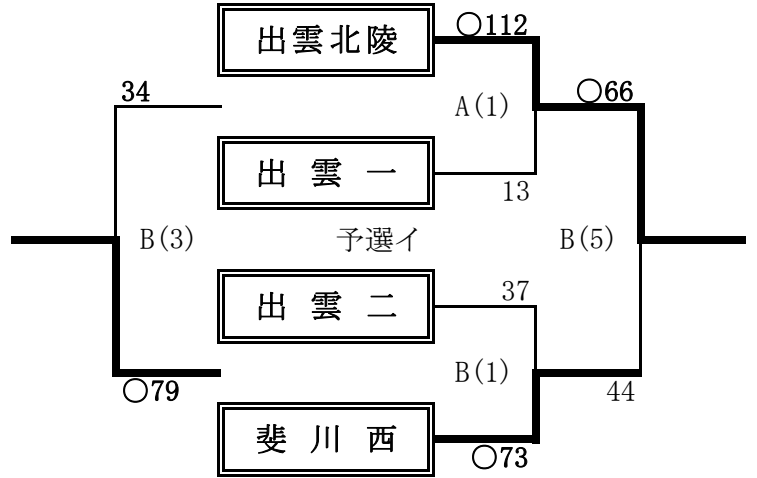 出雲北陵
○112
34
A(1)
○66
出雲一
13
B(3)
予選イ
B(5)
出雲二
37
B(1)
○79
44
斐川西
○73